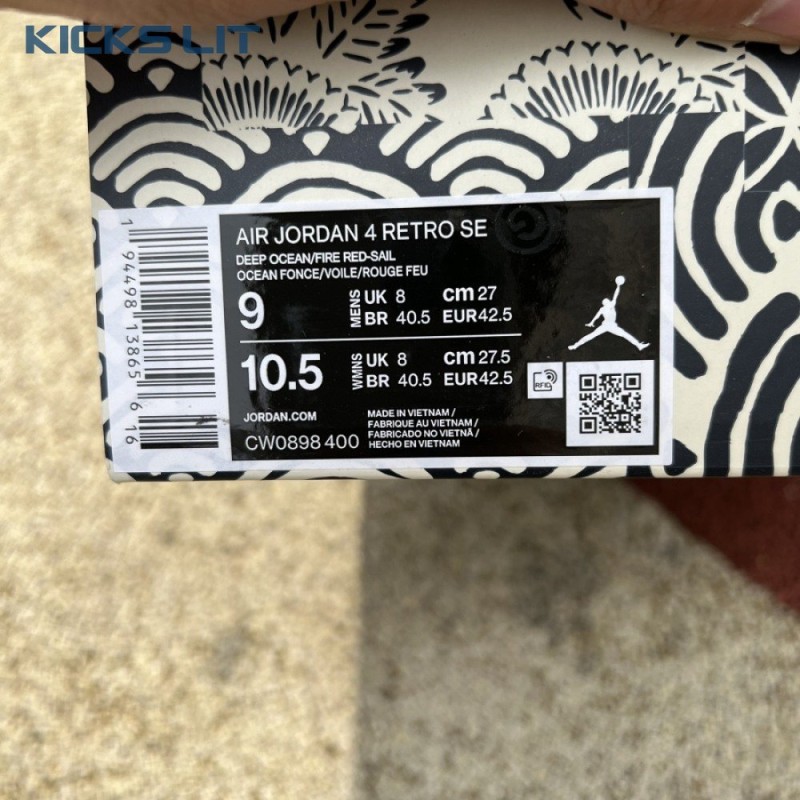 KICKS LIT
AIR JORDAN 4 RETRO SE
DEEP OCEAN/FIRE RED-SAIL
OCEAN FONCE/VOILE/ROUGE FEU
9 MENS UK 8 cm 27
BR 40.5 EUR 42.5
10.5 WMNS UK 8 cm 27.5
BR 40.5 EUR 42.5
RFID
JORDAN.COM
CW0898 400
MADE IN VIETNAM /
FABRIQUE AU VIETNAM /
FABRICADO NO VIETNÃ /
HECHO EN VIETNAM
1 94498 13865 6 16